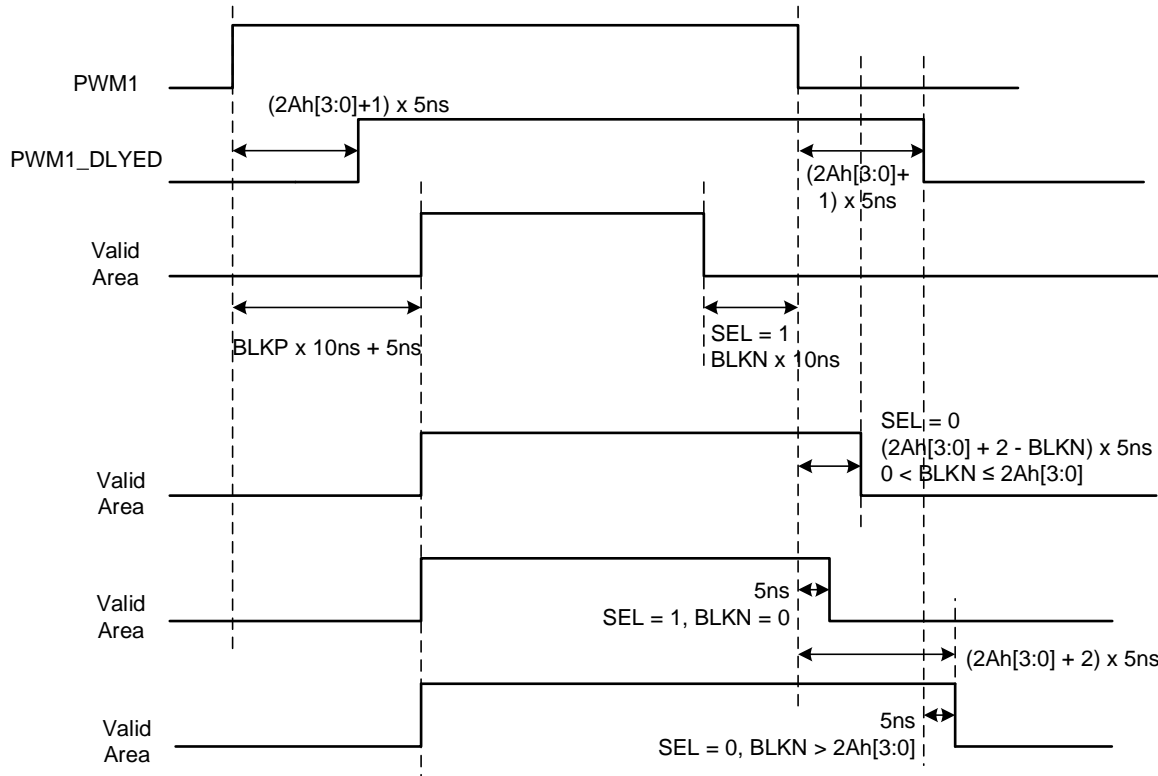 PWM1
(2Ah[3:0]+1) x 5ns
PWM1_DLYED
(2Ah[3:0]+
1) x 5ns
Valid
Area
BLKP x 10ns + 5ns
SEL = 1
BLKN x 10ns
SEL = 0
(2Ah[3:0] + 2 - BLKN) x 5ns
0 < BLKN ≤ 2Ah[3:0]
Valid
Area
5ns
SEL = 1, BLKN = 0
Valid
Area
(2Ah[3:0] + 2) x 5ns
5ns
SEL = 0, BLKN > 2Ah[3:0]
Valid
Area